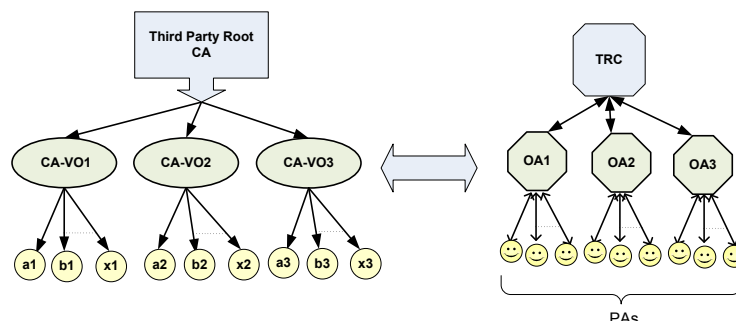 Third Party Root
CA
TRC
CA-VO1
CA-VO2
CA-VO3
OA1
OA2
OA3
a1
b1
x1
a2
b2
x2
a3
b3
x3
PAs